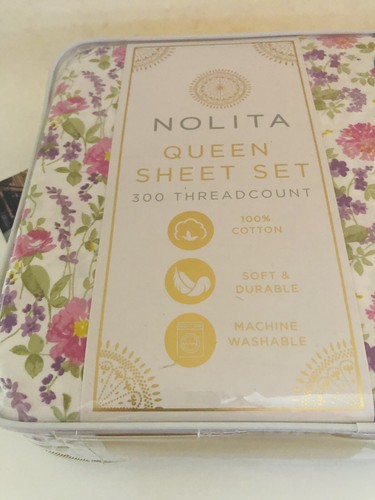 NOLITA
QUEEN
SHEET SET
300 THREADCOUNT
100%
COTTON
SOFT &
DURABLE
MACHINE
WASHABLE